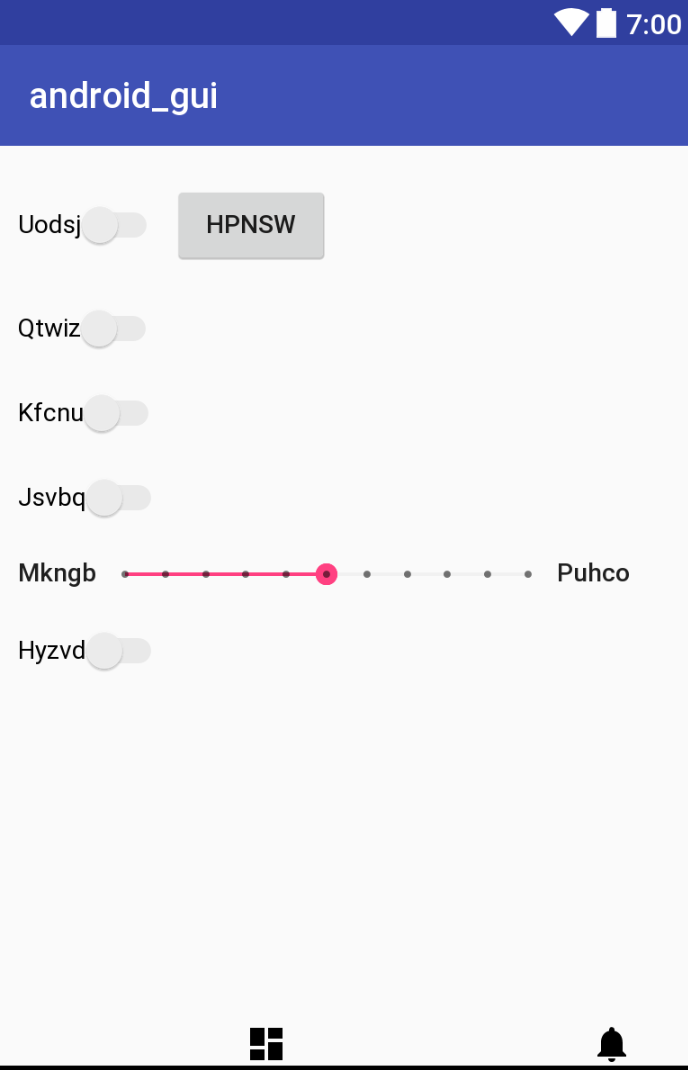 7:00
android_gui
Uodsj HPNSW
Qtwiz
Kfcnu
Jsvbq
Mkngb Puhco
Hyzvd